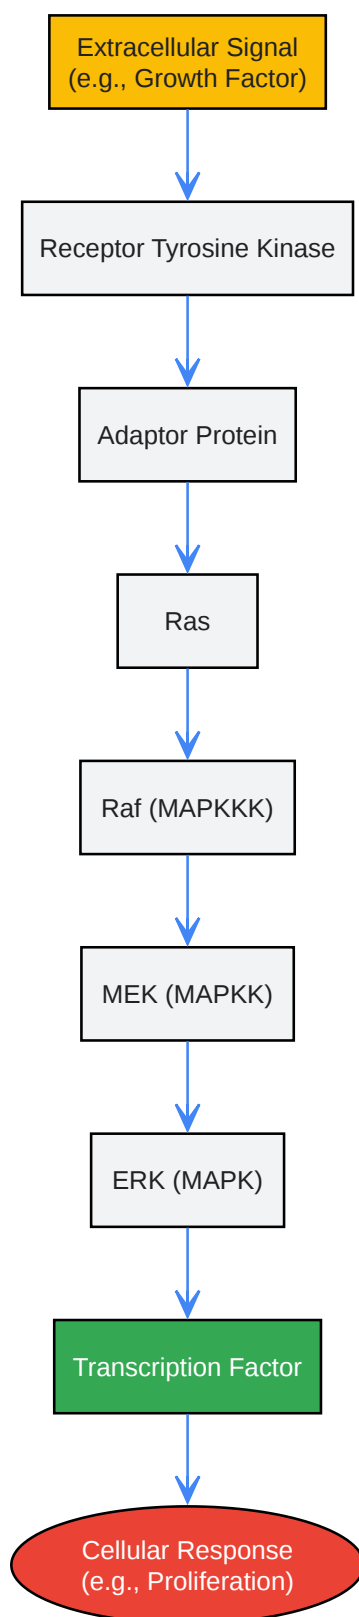 Extracellular Signal
(e.g., Growth Factor)
Receptor Tyrosine Kinase
Adaptor Protein
Ras
Raf (MAPKKK)
MEK (MAPKK)
ERK (MAPK)
Transcription Factor
Cellular Response
(e.g., Proliferation)